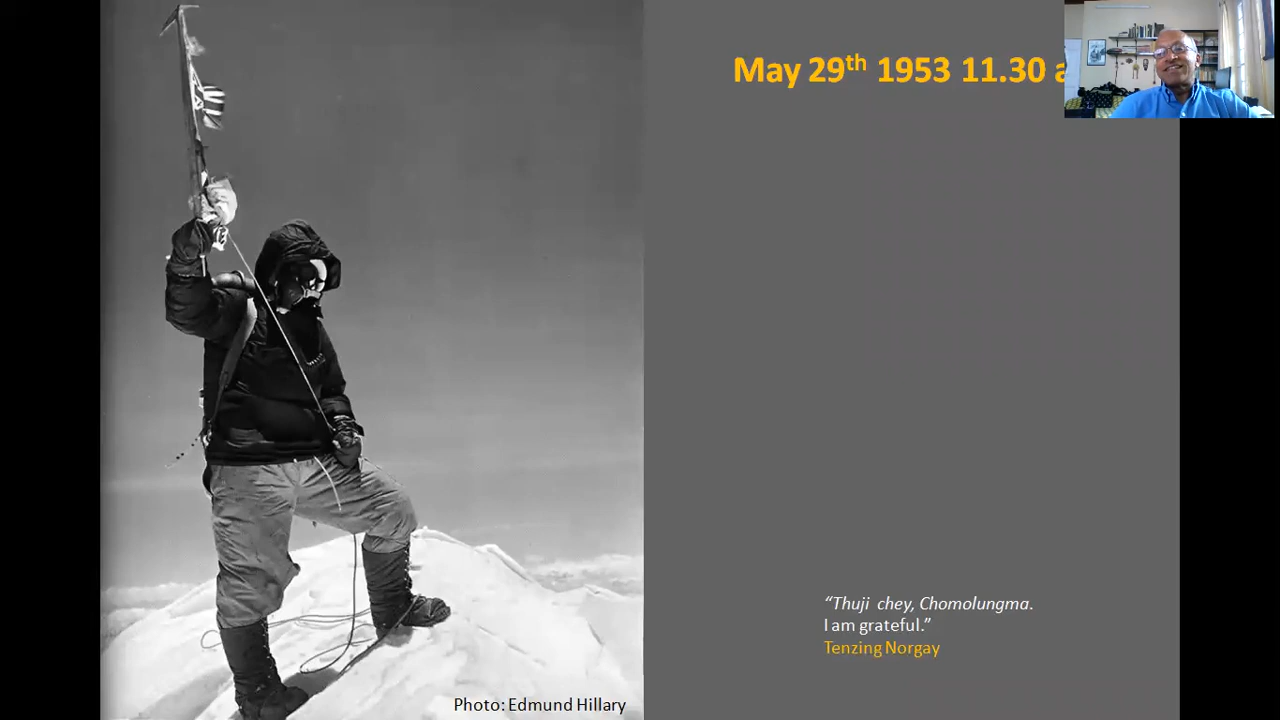 May 29th 1953 11.30 a
“Thuji chey, Chomolungma.
I am grateful.”
Tenzing Norgay
Photo: Edmund Hillary